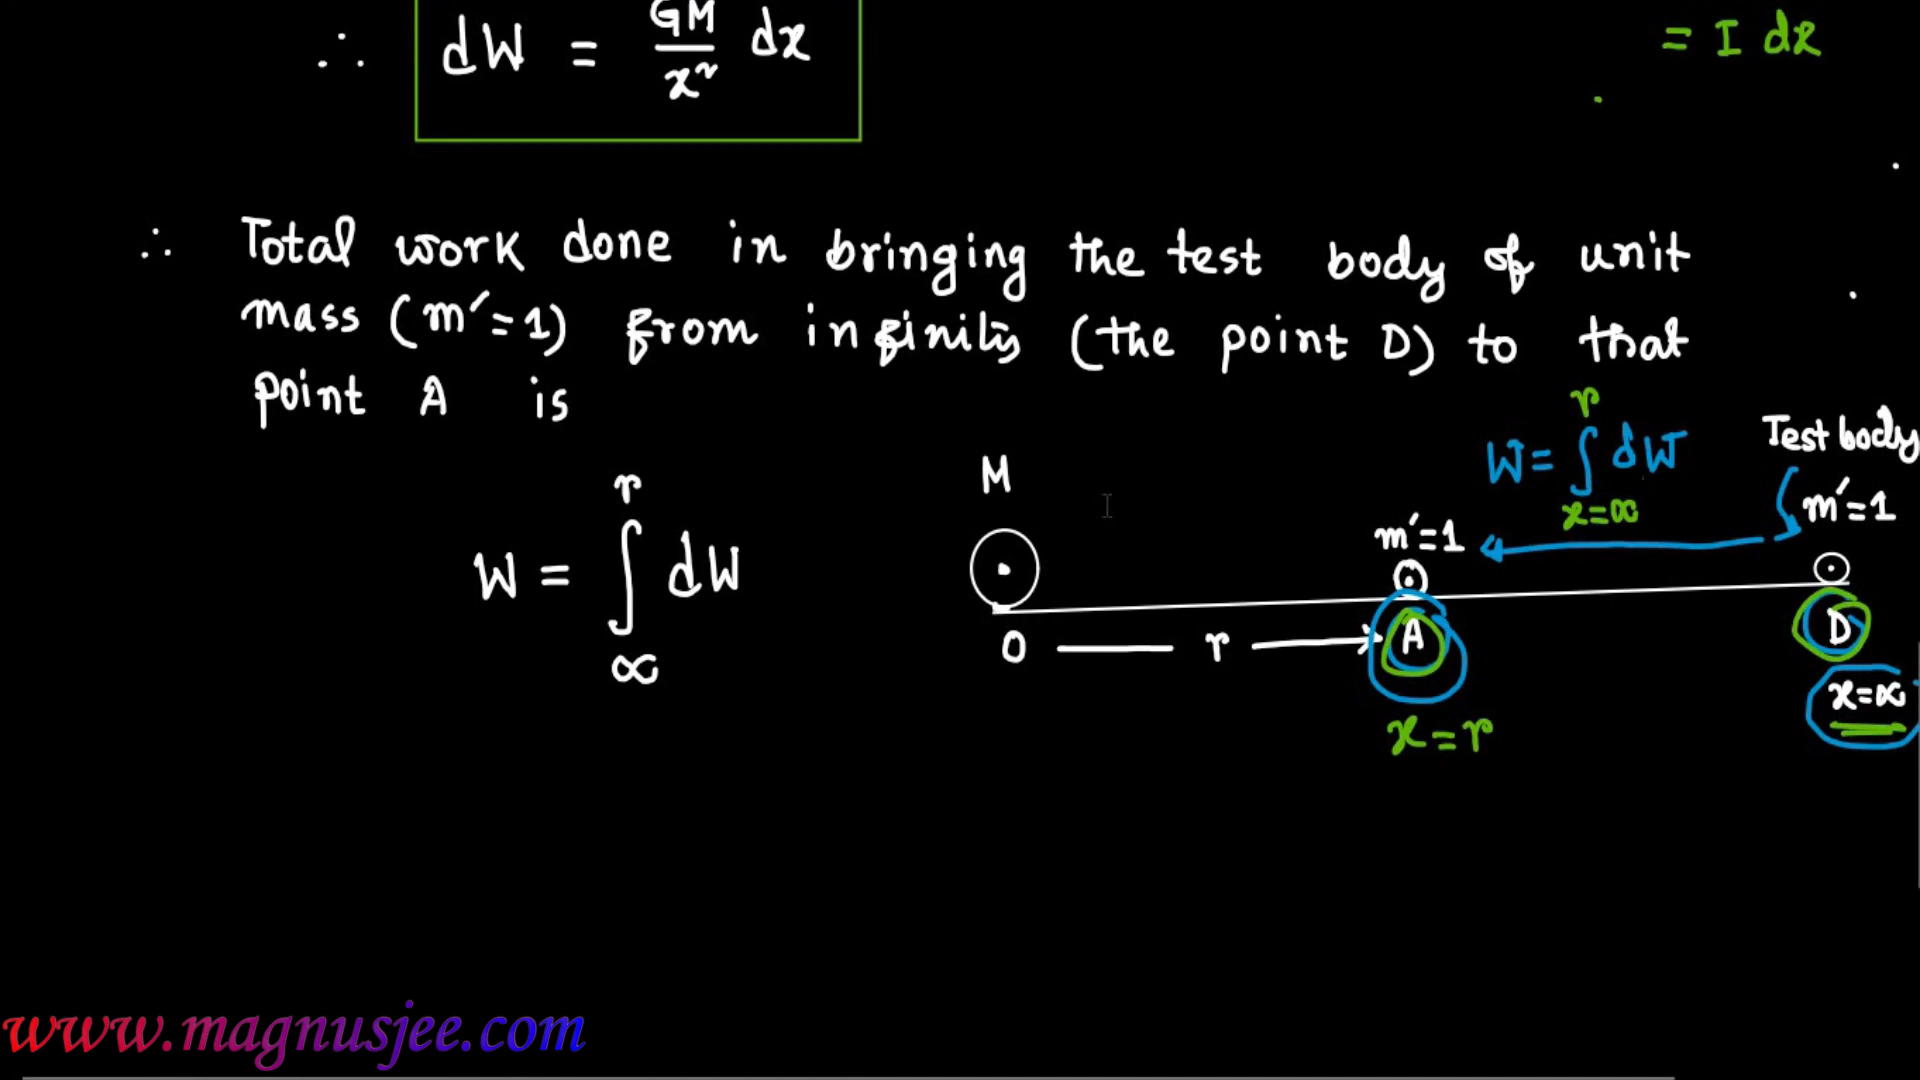 ∴ dW = GM/x² dx
= I dx
∴ Total work done in bringing the test body of unit
mass (m′=1) from infinity (the point D) to that
point A is
W = ∫_∞^r dW
M
W = ∫_{x=∞}^r dW
Test body
m′=1
m′=1
O — r → A
D
x=∞
x=r
www.magnusjee.com